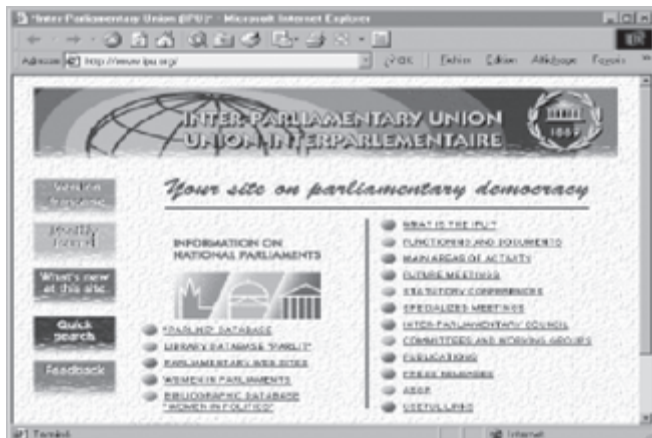 "Inter-Parliamentary Union (IPU)" - Microsoft Internet Explorer
Adresse http://www.ipu.org/
OK Fichier Edition Affichage Favoris
INTER-PARLIAMENTARY UNION
UNION INTERPARLEMENTAIRE
1889
Your site on parliamentary democracy
Version
française
What's new
at this site.
Quick
search
Feedback
INFORMATION ON
NATIONAL PARLIAMENTS
"PARLINE" DATABASE
LIBRARY DATABASE "PARLIT"
PARLIAMENTARY WEB SITES
WOMEN IN PARLIAMENTS
BIBLIOGRAPHIC DATABASE
"WOMEN IN POLITICS"
WHAT IS THE IPU?
FUNCTIONING AND DOCUMENTS
MAIN AREAS OF ACTIVITY
FUTURE MEETINGS
STATUTORY CONFERENCES
SPECIALIZED MEETINGS
INTER-PARLIAMENTARY COUNCIL
COMMITTEES AND WORKING GROUPS
PUBLICATIONS
PRESS RELEASES
ASGP
USEFUL LINKS
Terminé
Internet